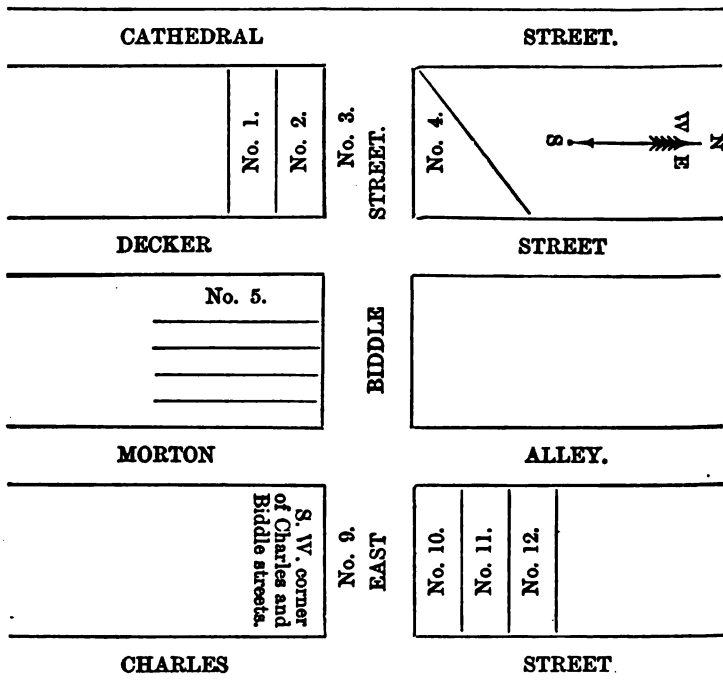 CATHEDRAL STREET.
No. 1.
No. 2.
No. 3.
STREET.
No. 4.
S
W
E
N
DECKER STREET
No. 5.
BIDDLE
MORTON ALLEY.
S. W. corner
of Charles and
Biddle streets.
No. 9.
EAST
No. 10.
No. 11.
No. 12.
CHARLES STREET